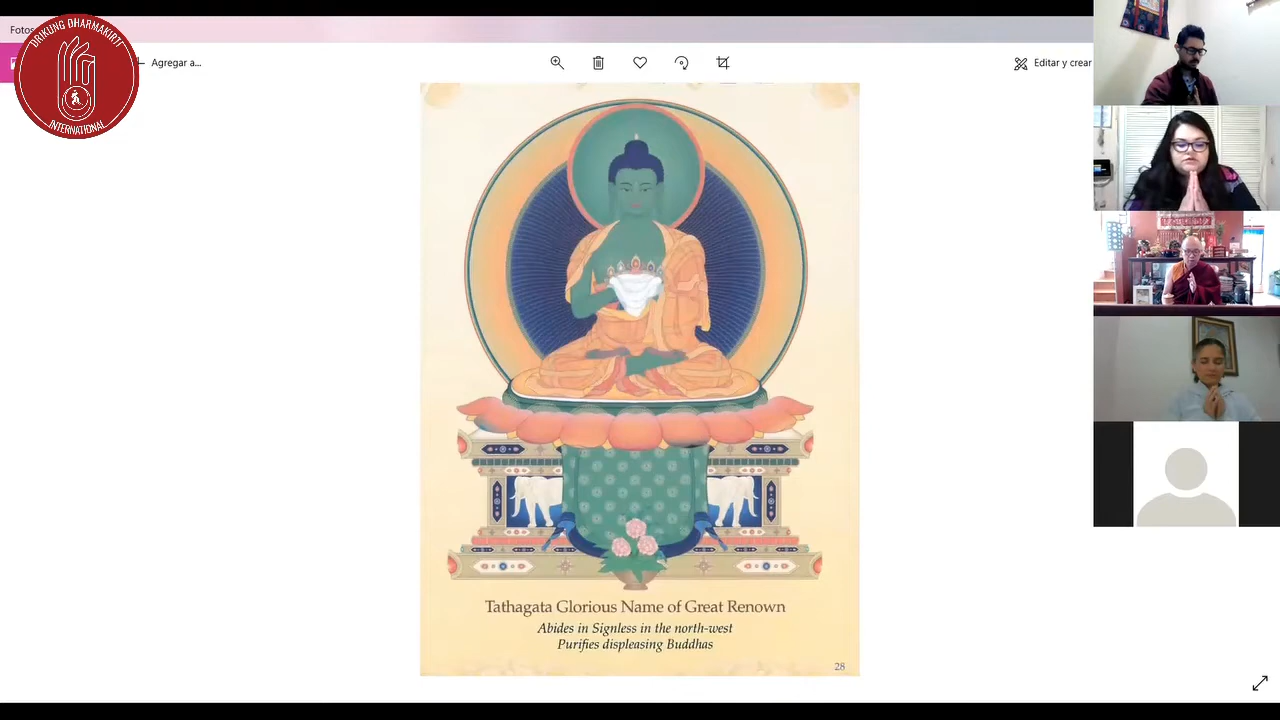 Fotos
DRIKUNG DHARMAKIRTI
INTERNATIONAL
Agregar a...
Editar y crear
Tathagata Glorious Name of Great Renown
Abides in Signless in the north-west
Purifies displeasing Buddhas
28